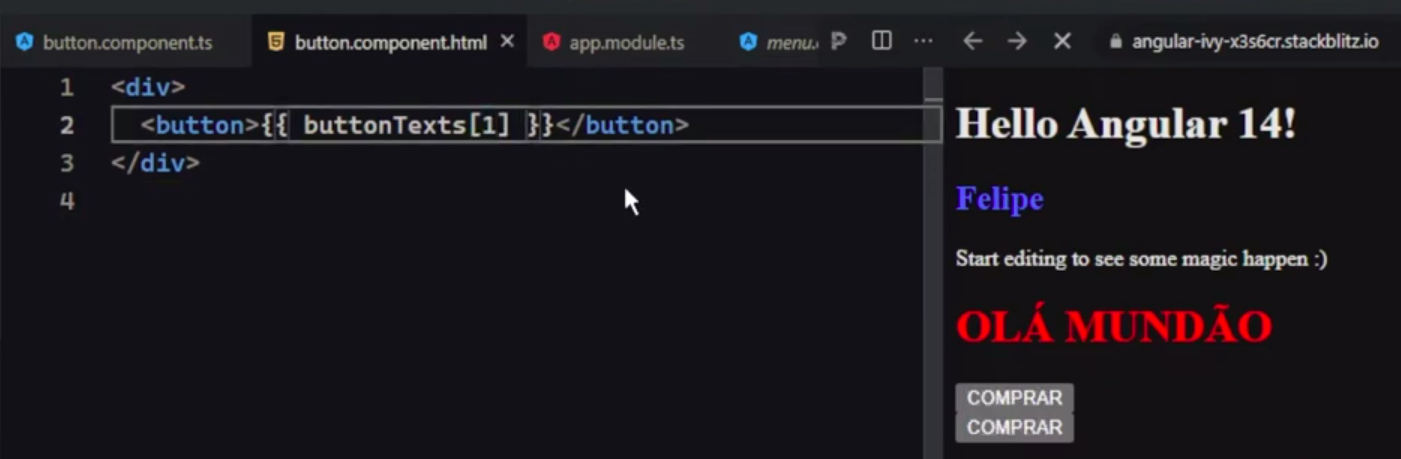 button.component.ts
button.component.html
app.module.ts
menu.
angular-ivy-x3s6cr.stackblitz.io
1 <div>
2 <button>{{ buttonTexts[1] }}</button>
3 </div>
4
Hello Angular 14!
Felipe
Start editing to see some magic happen :)
OLÁ MUNDÃO
COMPRAR
COMPRAR